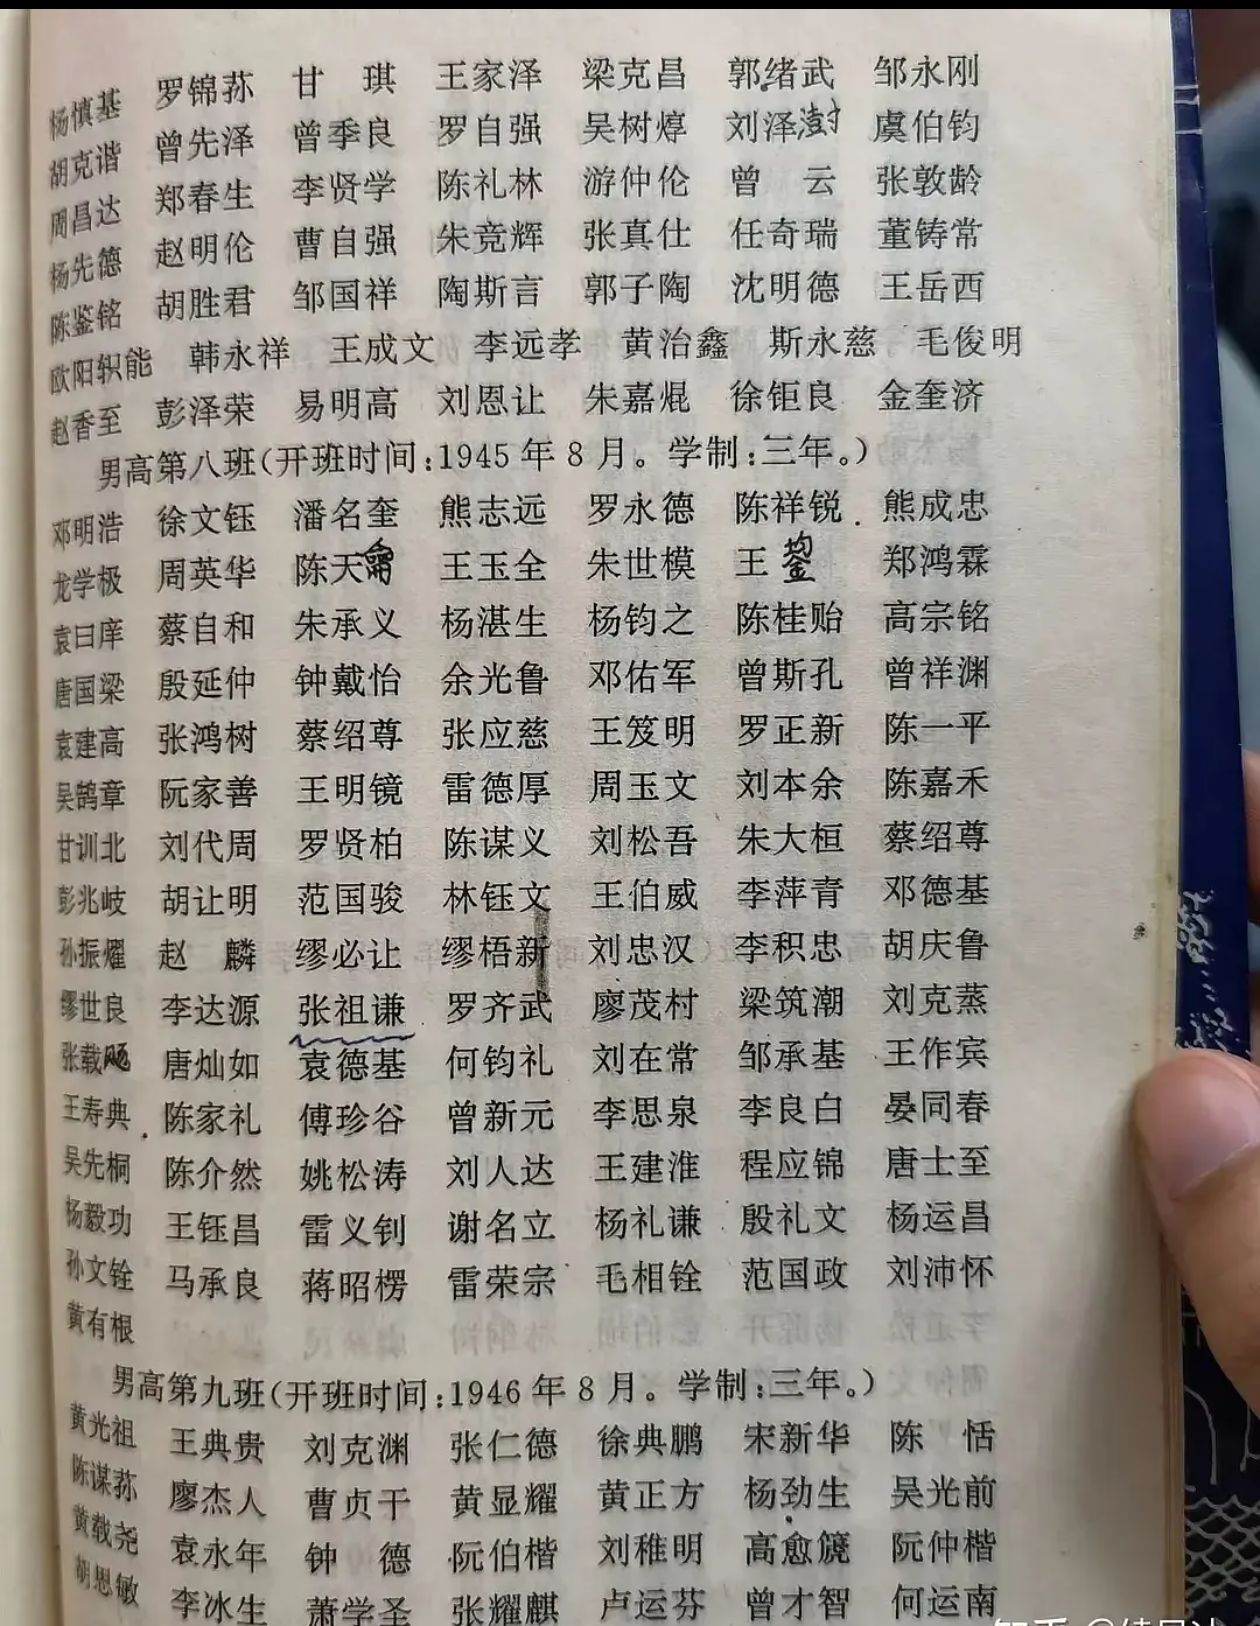 杨慎基 罗锦荪 甘 琪 王家泽 梁克昌 郭绪武 邹永刚
胡克谐 曾先泽 曾季良 罗自强 吴树焞 刘泽澍 虞伯钧
周昌达 郑春生 李贤学 陈礼林 游仲伦 曾 云 张敦龄
杨先德 赵明伦 曹自强 朱竞辉 张真仕 任奇瑞 董铸常
陈鉴铭 胡胜君 邹国祥 陶斯言 郭子陶 沈明德 王岳西
欧阳轵能 韩永祥 王成文 李远孝 黄治鑫 斯永慈 毛俊明
赵香至 彭泽荣 易明高 刘恩让 朱嘉焜 徐钜良 金奎济
男高第八班(开班时间:1945年8月。学制:三年。)
邓明浩 徐文钰 潘名奎 熊志远 罗永德 陈祥锐 熊成忠
龙学极 周英华 陈天 王玉全 朱世模 王 鋆 郑鸿霖
袁曰庠 蔡自和 朱承义 杨湛生 杨钧之 陈桂贻 高宗铭
唐国梁 殷延仲 钟戴怡 余光鲁 邓佑军 曾斯孔 曾祥渊
袁建高 张鸿树 蔡绍尊 张应慈 王笈明 罗正新 陈一平
吴鹄章 阮家善 王明镜 雷德厚 周玉文 刘本余 陈嘉禾
甘训北 刘代周 罗贤柏 陈谋义 刘松吾 朱大桓 蔡绍尊
彭兆岐 胡让明 范国骏 林钰文 王伯威 李萍青 邓德基
孙振耀 赵 麟 缪必让 缪梧新 刘忠汉 李积忠 胡庆鲁
缪世良 李达源 张祖谦 罗齐武 廖茂村 梁筑潮 刘克蒸
张载飏 唐灿如 袁德基 何钧礼 刘在常 邹承基 王作宾
王寿典 陈家礼 傅珍谷 曾新元 李思泉 李良白 晏同春
吴先桐 陈介然 姚松涛 刘人达 王建淮 程应锦 唐士至
杨毅功 王钰昌 雷义钊 谢名立 杨礼谦 殷礼文 杨运昌
孙文铨 马承良 蒋昭楞 雷荣宗 毛相铨 范国政 刘沛怀
黄有根
男高第九班(开班时间:1946年8月。学制:三年。)
黄光祖 王典贵 刘克渊 张仁德 徐典鹏 宋新华 陈 恬
陈谋荪 廖杰人 曹贞干 黄显耀 黄正方 杨劲生 吴光前
黄载尧 袁永年 钟 德 阮伯楷 刘稚明 高愈篪 阮仲楷
胡恩敏 李冰生 萧学圣 张耀麒 卢运芬 曾才智 何运南